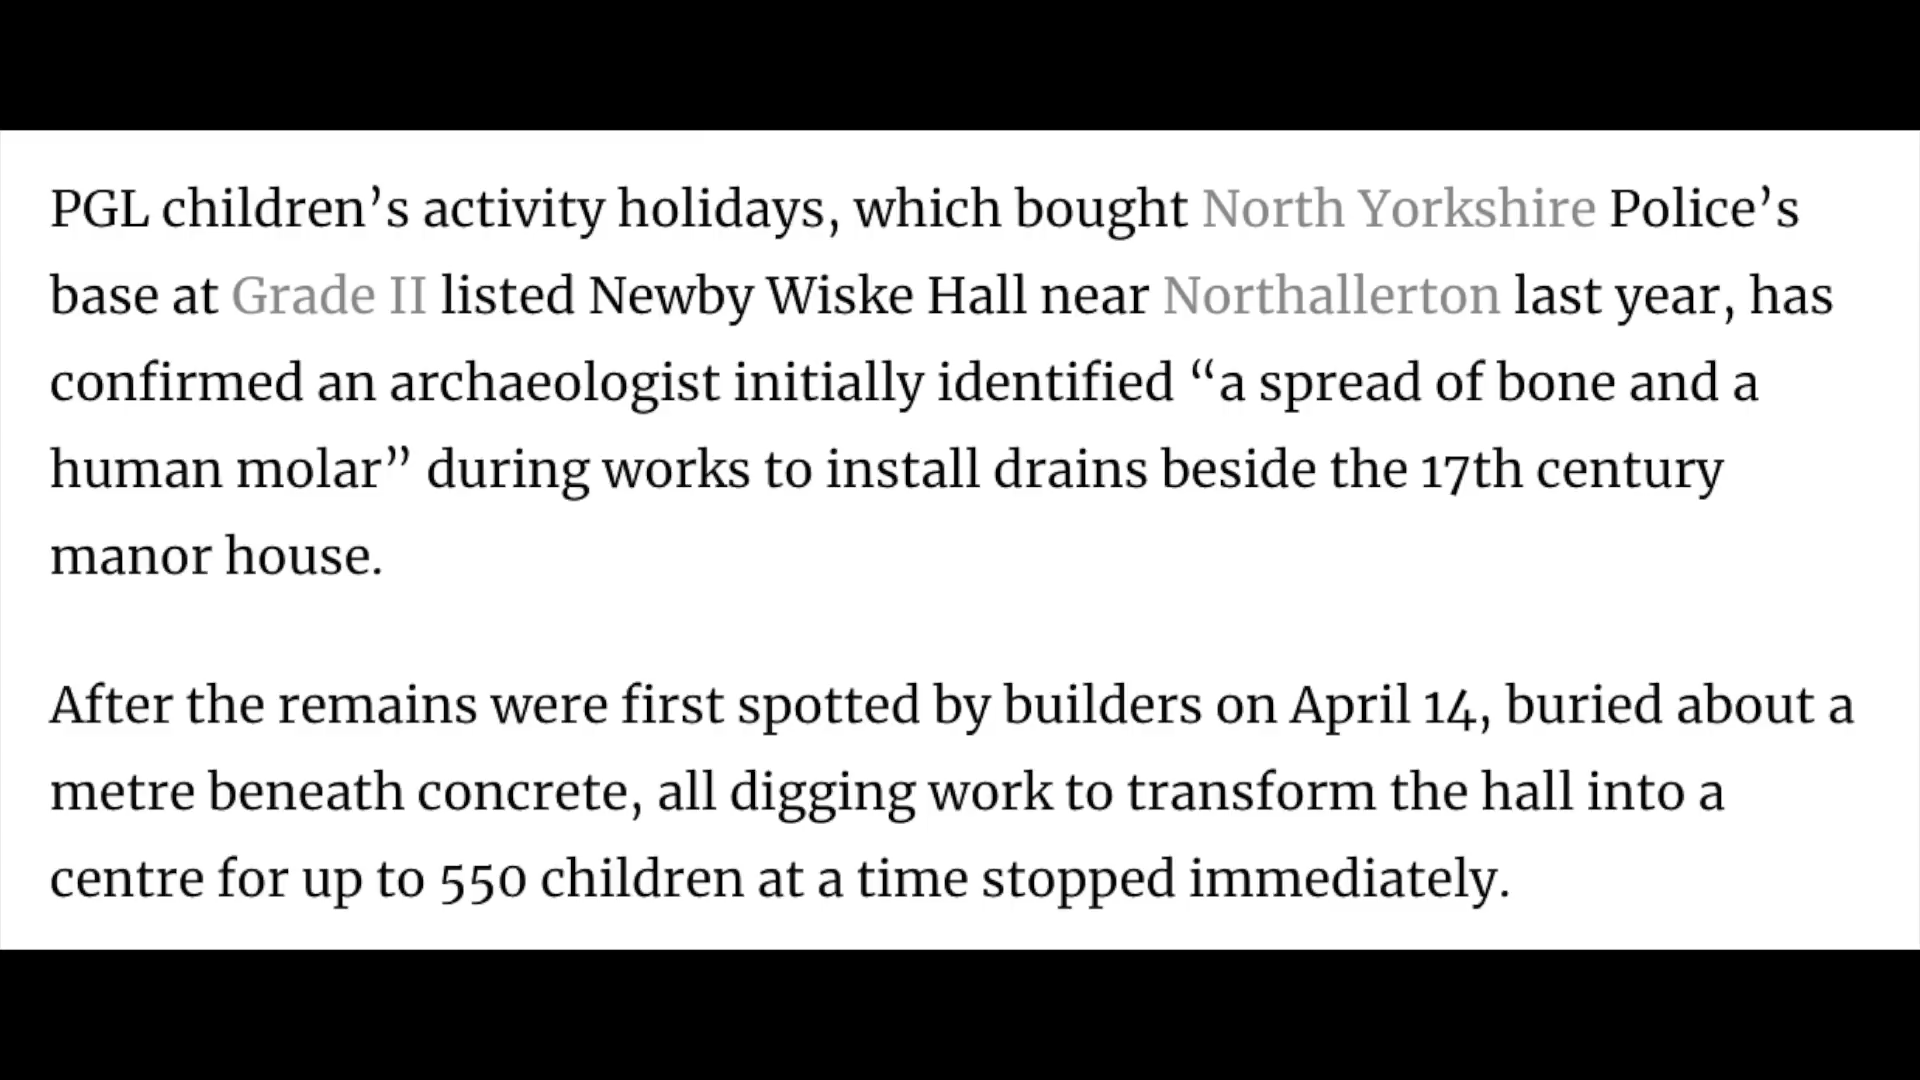 PGL children’s activity holidays, which bought North Yorkshire Police’s
base at Grade II listed Newby Wiske Hall near Northallerton last year, has
confirmed an archaeologist initially identified “a spread of bone and a
human molar” during works to install drains beside the 17th century
manor house.
After the remains were first spotted by builders on April 14, buried about a
metre beneath concrete, all digging work to transform the hall into a
centre for up to 550 children at a time stopped immediately.